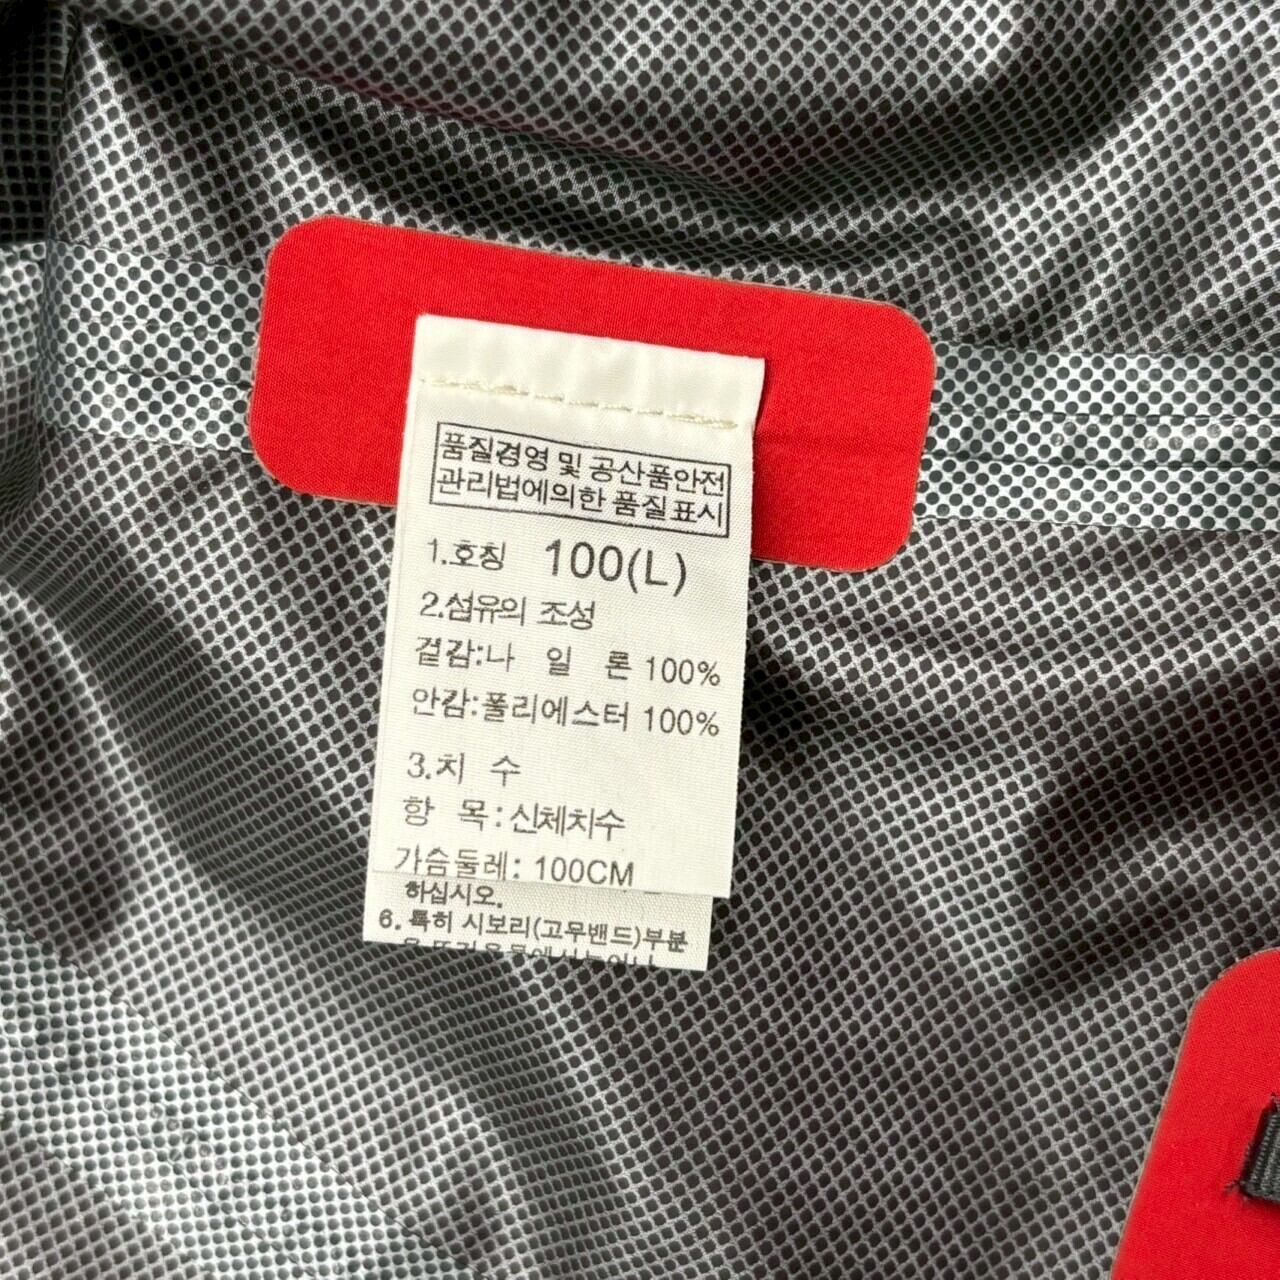 품질경영 및 공산품안전
관리법에의한 품질표시
1.호칭 100(L)
2.섬유의 조성
겉감:나 일 론 100%
안감:폴리에스터 100%
3.치 수
항 목:신체치수
가슴둘레: 100CM
하십시오.
6. 특히 시보리(고무밴드)부분